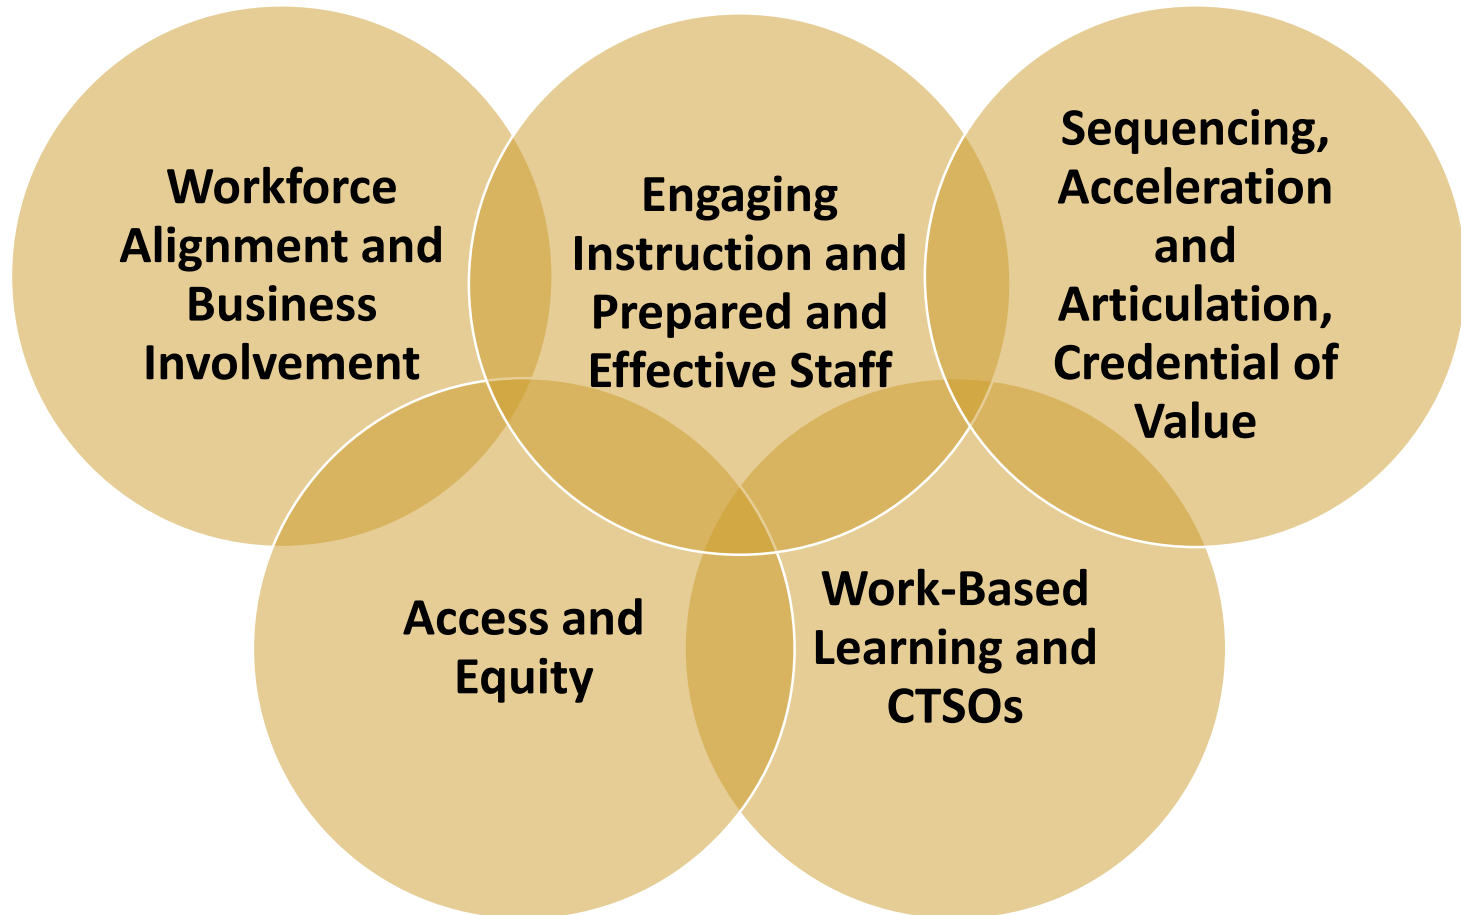 Workforce
Alignment and
Business
Involvement
Engaging
Instruction and
Prepared and
Effective Staff
Sequencing,
Acceleration
and
Articulation,
Credential of
Value
Access and
Equity
Work-Based
Learning and
CTSOs